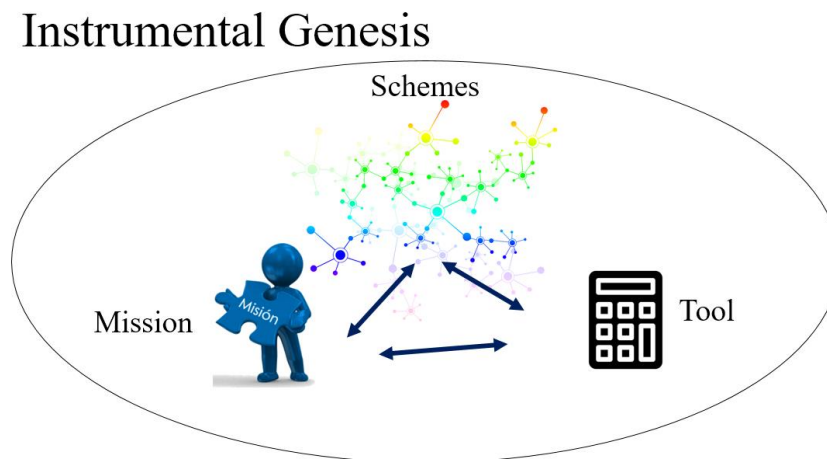 Instrumental Genesis
Schemes
Misión
Mission
Tool